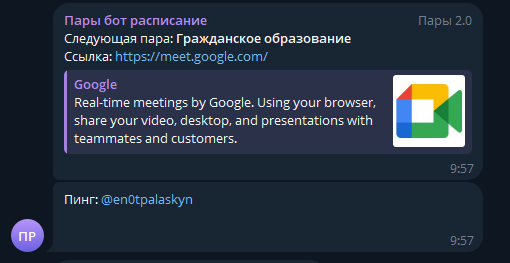 Пары бот расписание Пары 2.0
Следующая пара: Гражданское образование
Ссылка: https://meet.google.com/
Google
Real-time meetings by Google. Using your browser,
share your video, desktop, and presentations with
teammates and customers.
9:57
Пинг: @en0tpalaskyn
9:57
ПР